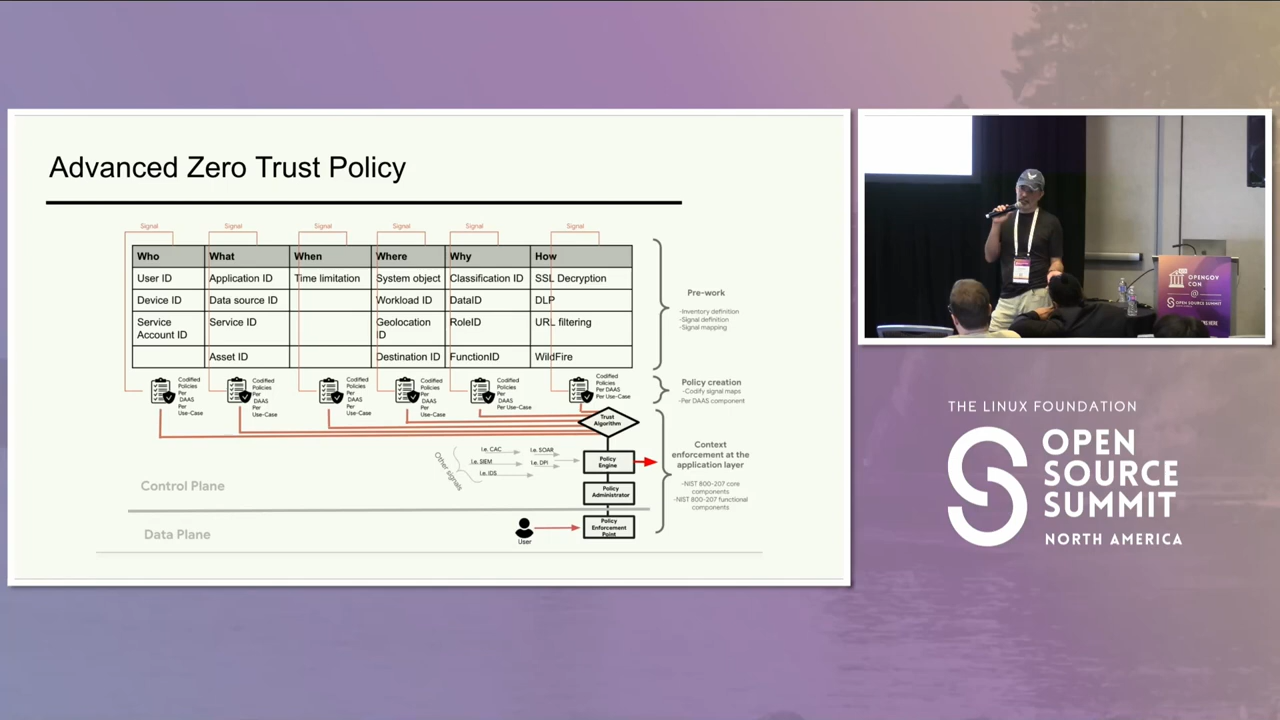 Advanced Zero Trust Policy
Signal Signal Signal Signal Signal Signal
Who What When Where Why How
User ID Application ID Time limitation System object Classification ID SSL Decryption
Device ID Data source ID Workload ID DataID DLP
Service Account ID Service ID Geolocation ID RoleID URL filtering
Asset ID Destination ID FunctionID WildFire
Pre-work
-Inventory definition
-Signal definition
-Signal mapping
Codified Policies Per DAAS Per Use-Case
Codified Policies Per DAAS Per Use-Case
Codified Policies Per DAAS Per Use-Case
Codified Policies Per DAAS Per Use-Case
Codified Policies Per DAAS Per Use-Case
Codified Policies Per DAAS Per Use-Case
Policy creation
-Codify signal maps
-Per DAAS component
Trust
Algorithm
Other signals
i.e. CAC
i.e. SOAR
i.e. SIEM
i.e. DPI
i.e. IDS
Policy
Engine
Policy
Administrator
Policy
Enforcement
Point
Context
enforcement at the
application layer
-NIST 800-207 core
components
-NIST 800-207 functional
components
Control Plane
Data Plane
User
OPENGOV
CON
@
OPEN SOURCE SUMMIT
THE LINUX FOUNDATION
OPEN
SOURCE
SUMMIT
NORTH AMERICA